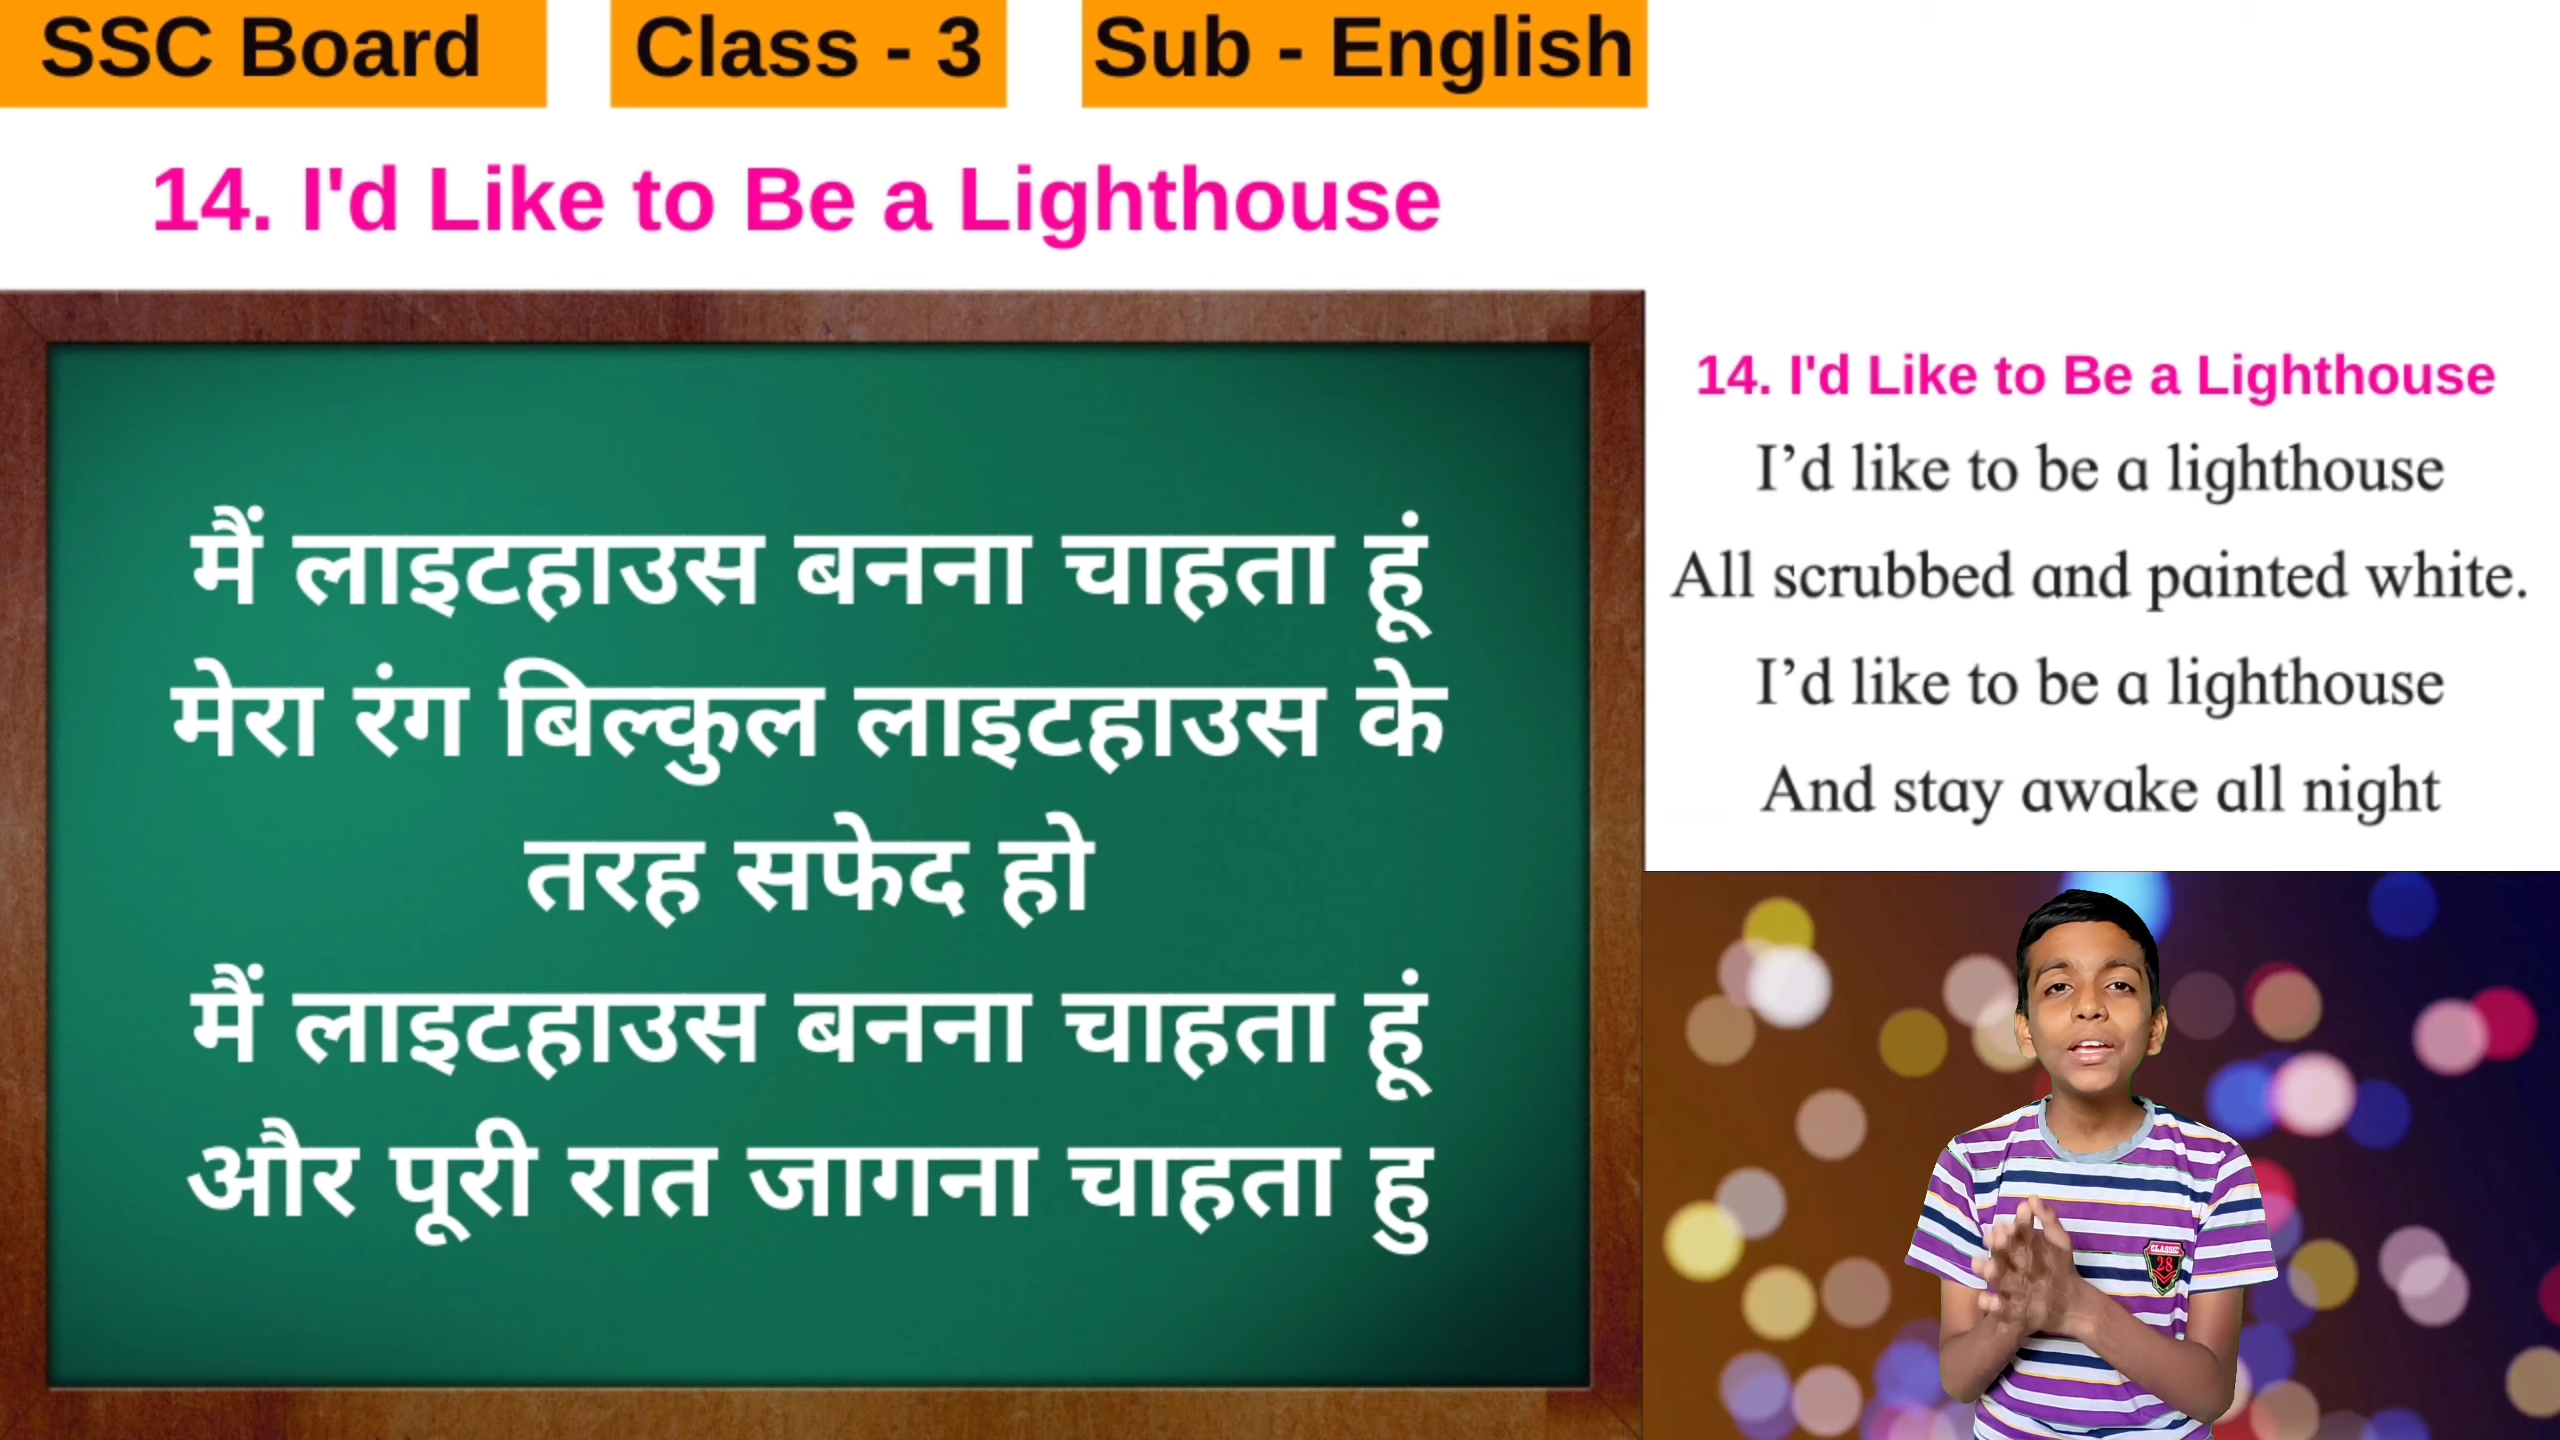 SSC Board
Class - 3
Sub - English
14. I'd Like to Be a Lighthouse
मैं लाइटहाउस बनना चाहता हूं
मेरा रंग बिल्कुल लाइटहाउस के
तरह सफेद हो
मैं लाइटहाउस बनना चाहता हूं
और पूरी रात जागना चाहता हु
14. I'd Like to Be a Lighthouse
I’d like to be a lighthouse
All scrubbed and painted white.
I’d like to be a lighthouse
And stay awake all night
CLASSIC
28